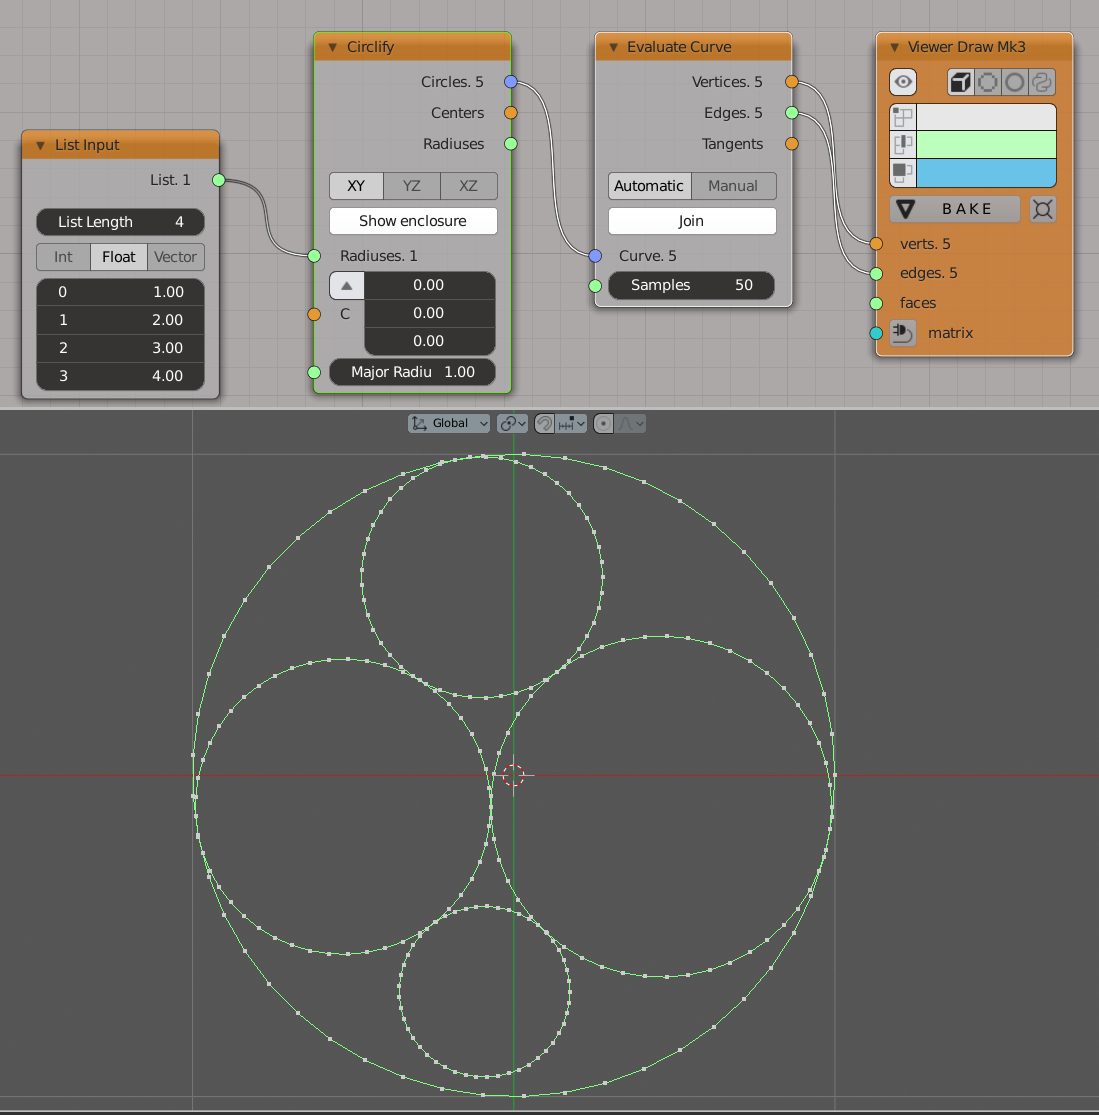 List Input
List. 1
List Length 4
Int Float Vector
0 1.00
1 2.00
2 3.00
3 4.00
Circlify
Circles. 5
Centers
Radiuses
XY YZ XZ
Show enclosure
Radiuses. 1
0.00
C 0.00
0.00
Major Radiu 1.00
Evaluate Curve
Vertices. 5
Edges. 5
Tangents
Automatic Manual
Join
Curve. 5
Samples 50
Viewer Draw Mk3
BAKE
verts. 5
edges. 5
faces
matrix
Global